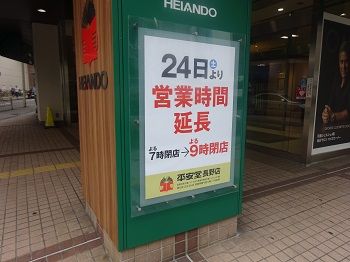 HEIANDO
HEIANDO
24日(土)より
営業時間
延長
よる7時閉店→よる9時閉店
平安堂 長野店